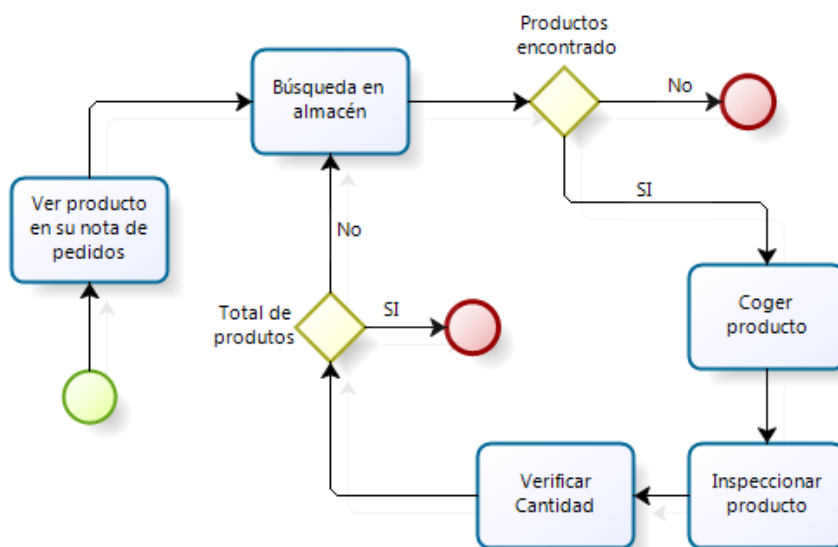 Productos
encontrado
Búsqueda en
almacén
No
Ver producto
en su nota de
pedidos
SI
No
Total de
produtos
SI
Coger
producto
Verificar
Cantidad
Inspeccionar
producto